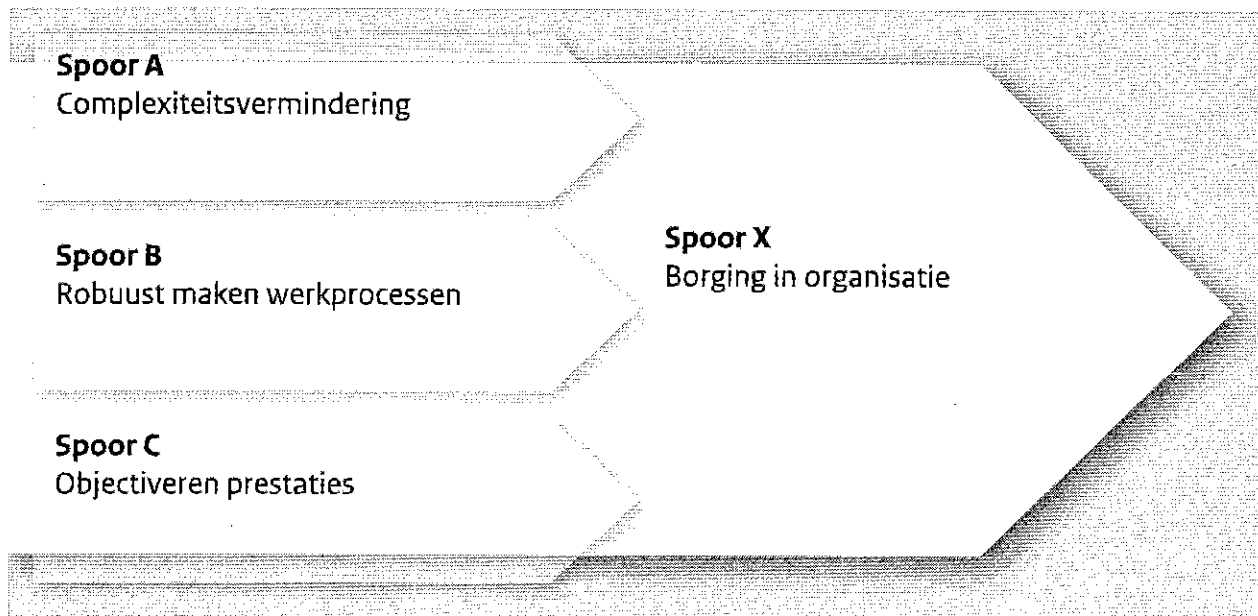 Spoor A
Complexiteitsvermindering
Spoor B
Robuust maken werkprocessen
Spoor X
Borging in organisatie
Spoor C
Objectiveren prestaties